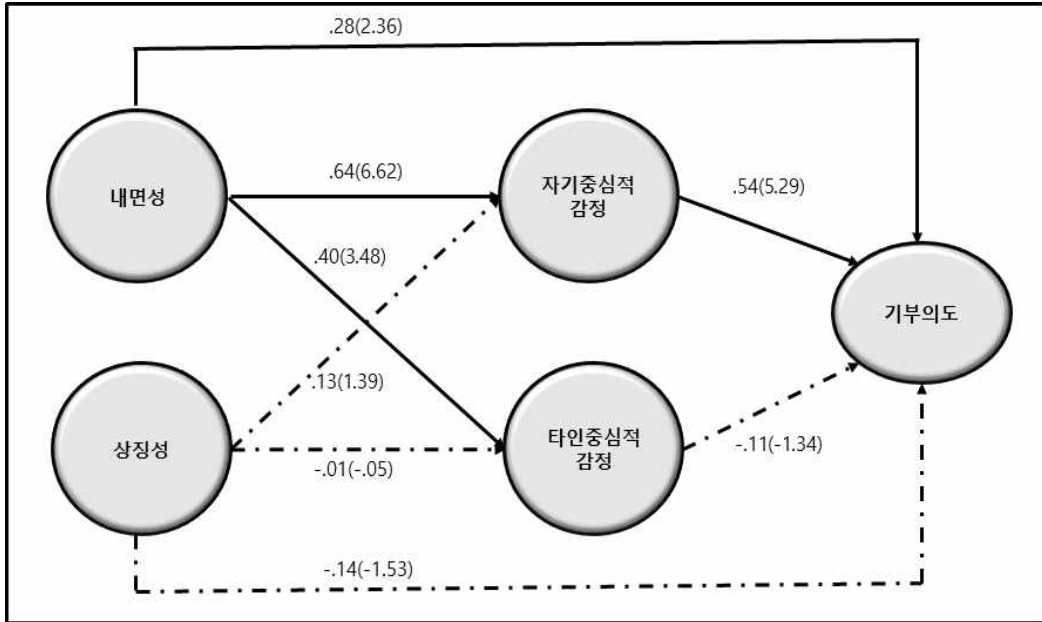 .28(2.36)
내면성
.64(6.62)
자기중심적
감정
.54(5.29)
.40(3.48)
기부의도
.13(1.39)
상징성
-.01(-.05)
타인중심적
감정
-.11(-1.34)
-.14(-1.53)